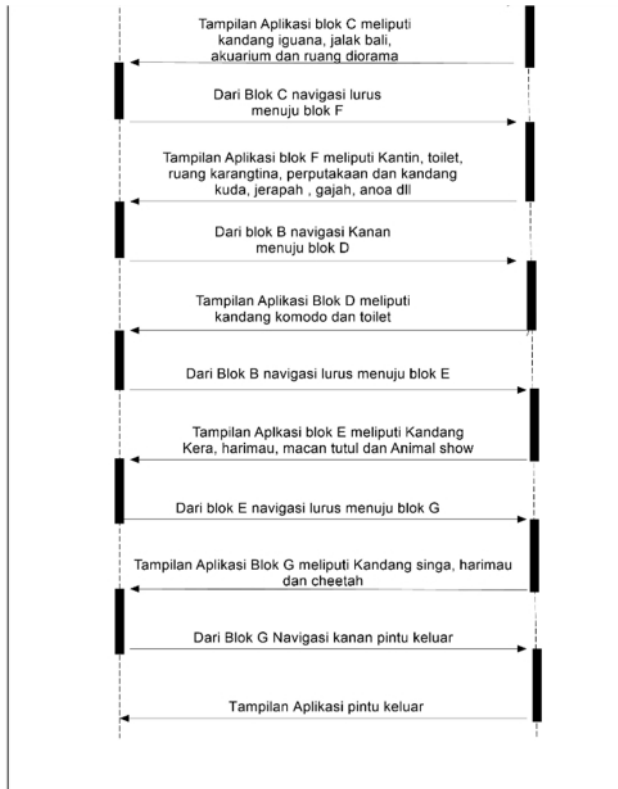 Tampilan Aplikasi blok C meliputi
kandang iguana, jalak bali,
akuarium dan ruang diorama
Dari Blok C navigasi lurus
menuju blok F
Tampilan Aplikasi blok F meliputi Kantin, toilet,
ruang karangtina, perputakaan dan kandang
kuda, jerapah , gajah, anoa dll
Dari blok B navigasi Kanan
menuju blok D
Tampilan Aplikasi Blok D meliputi
kandang komodo dan toilet
Dari Blok B navigasi lurus menuju blok E
Tampilan Aplkasi blok E meliputi Kandang
Kera, harimau, macan tutul dan Animal show
Dari blok E navigasi lurus menuju blok G
Tampilan Aplikasi Blok G meliputi Kandang singa, harimau
dan cheetah
Dari Blok G Navigasi kanan pintu keluar
Tampilan Aplikasi pintu keluar